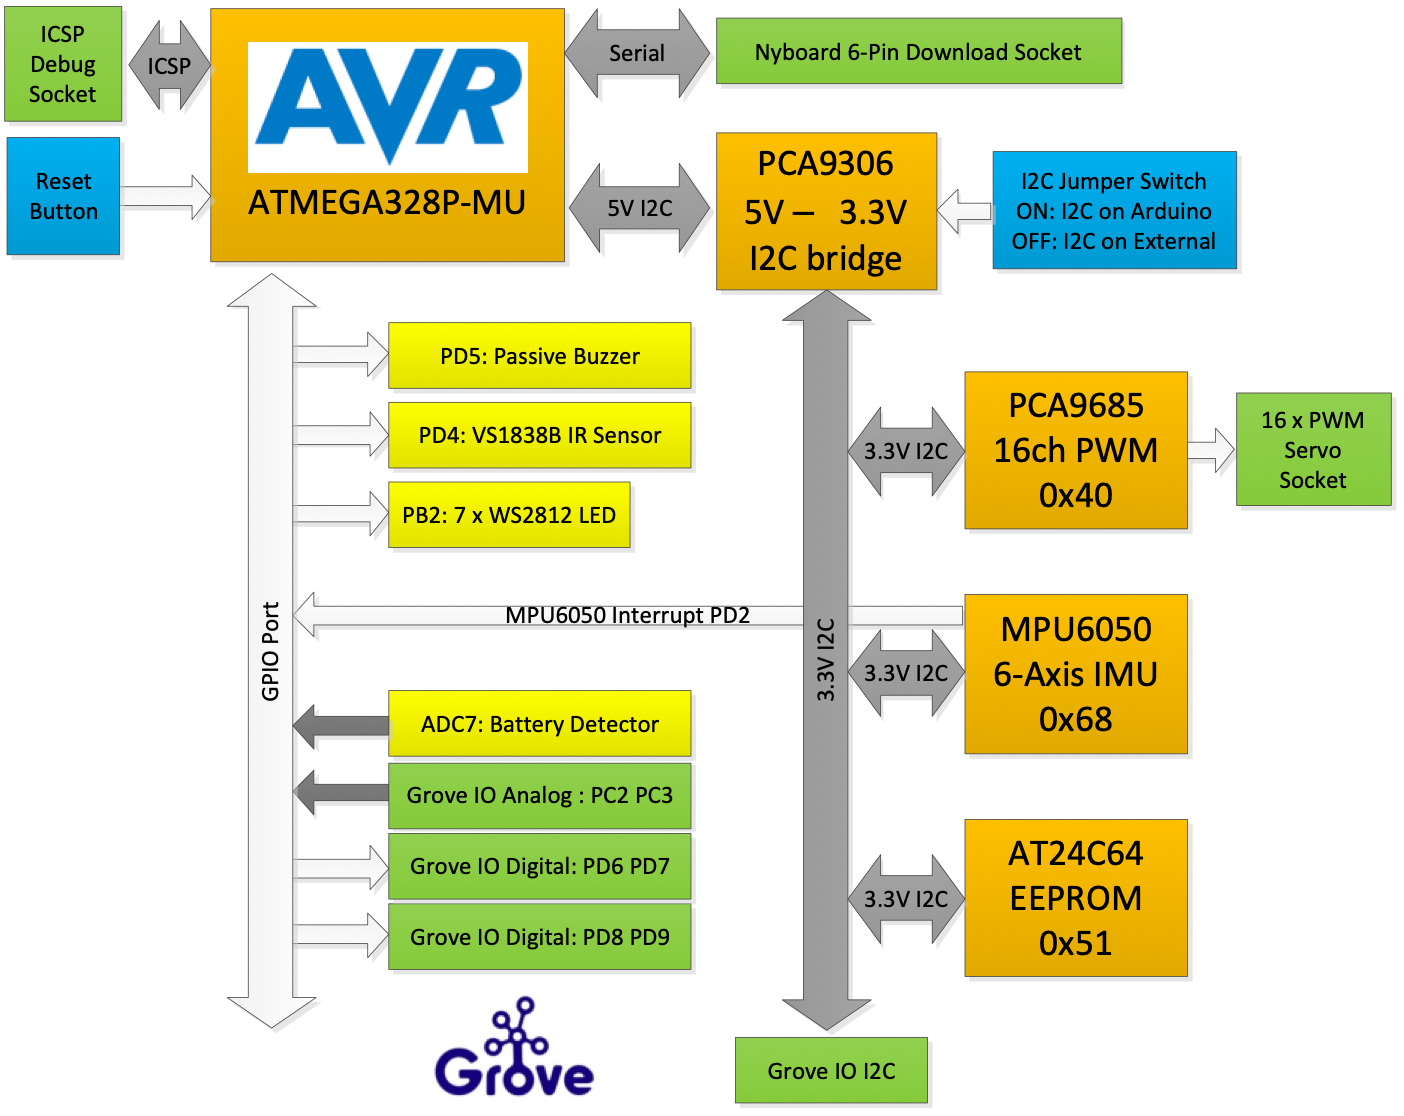 ICSP
Debug
Socket
ICSP
AVR
ATMEGA328P-MU
Serial
Nyboard 6-Pin Download Socket
Reset
Button
5V I2C
PCA9306
5V – 3.3V
I2C bridge
I2C Jumper Switch
ON: I2C on Arduino
OFF: I2C on External
GPIO Port
PD5: Passive Buzzer
PD4: VS1838B IR Sensor
PB2: 7 x WS2812 LED
MPU6050 Interrupt PD2
ADC7: Battery Detector
Grove IO Analog : PC2 PC3
Grove IO Digital: PD6 PD7
Grove IO Digital: PD8 PD9
Grove
3.3V I2C
3.3V I2C
PCA9685
16ch PWM
0x40
16 x PWM
Servo
Socket
3.3V I2C
MPU6050
6-Axis IMU
0x68
3.3V I2C
AT24C64
EEPROM
0x51
Grove IO I2C